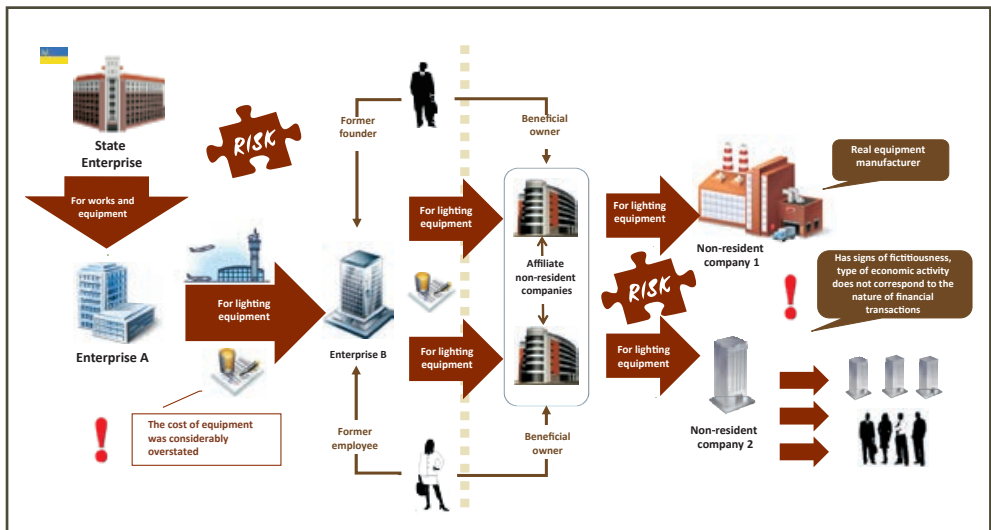 State
Enterprise
For works and
equipment
Enterprise A
RISK
For lighting
equipment
The cost of equipment
was considerably
overstated
Former
founder
Enterprise B
Former
employee
Beneficial
owner
For lighting
equipment
For lighting
equipment
Affiliate
non-resident
companies
Beneficial
owner
For lighting
equipment
RISK
For lighting
equipment
Real equipment
manufacturer
Non-resident
company 1
Has signs of fictitiousness,
type of economic activity
does not correspond to the
nature of financial
transactions
Non-resident
company 2